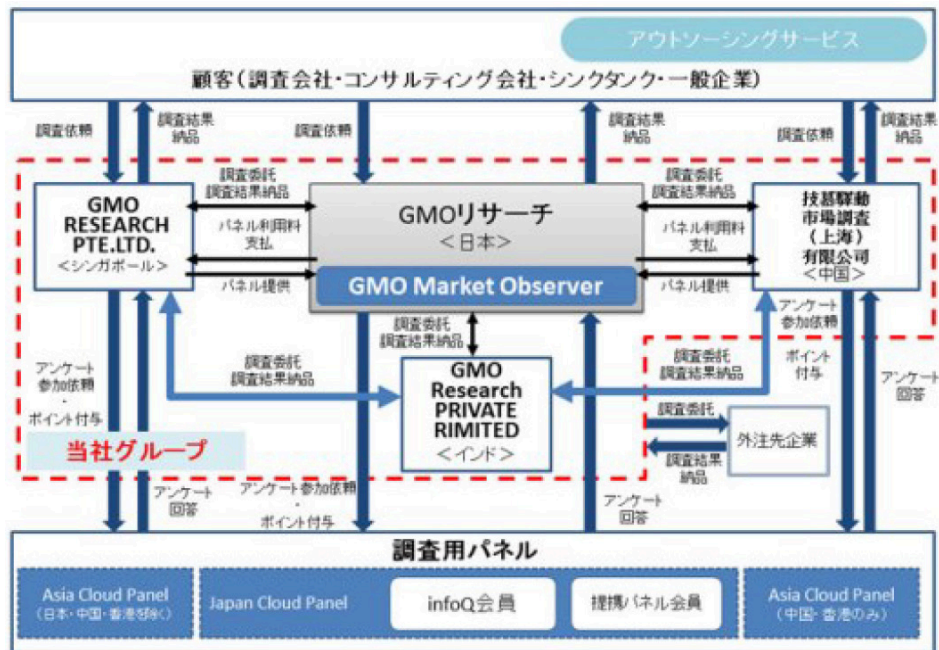 アウトソーシングサービス
顧客（調査会社・コンサルティング会社・シンクタンク・一般企業）
調査依頼
調査結果
納品
調査依頼
調査結果
納品
調査依頼
調査結果
納品
GMO
RESEARCH
PTE.LTD.
＜シンガポール＞
調査委託
調査結果納品
パネル利用料
支払
パネル提供
GMOリサーチ
＜日本＞
GMO Market Observer
調査委託
調査結果納品
パネル利用料
支払
パネル提供
技慕驛動
市場調査
（上海）
有限公司
＜中国＞
アンケート
参加依頼
・
ポイント付与
調査委託
調査結果納品
調査委託
調査結果納品
GMO
Research
PRIVATE
RIMITED
＜インド＞
調査委託
調査結果納品
アンケート
参加依頼
ポイント
付与
アンケート
回答
調査委託
調査結果
納品
外注先企業
当社グループ
アンケート
回答
アンケート参加依頼
・
ポイント付与
アンケート
回答
調査用パネル
Asia Cloud Panel
（日本・中国・香港を除く）
Japan Cloud Panel
infoQ会員
提携パネル会員
Asia Cloud Panel
（中国・香港のみ）